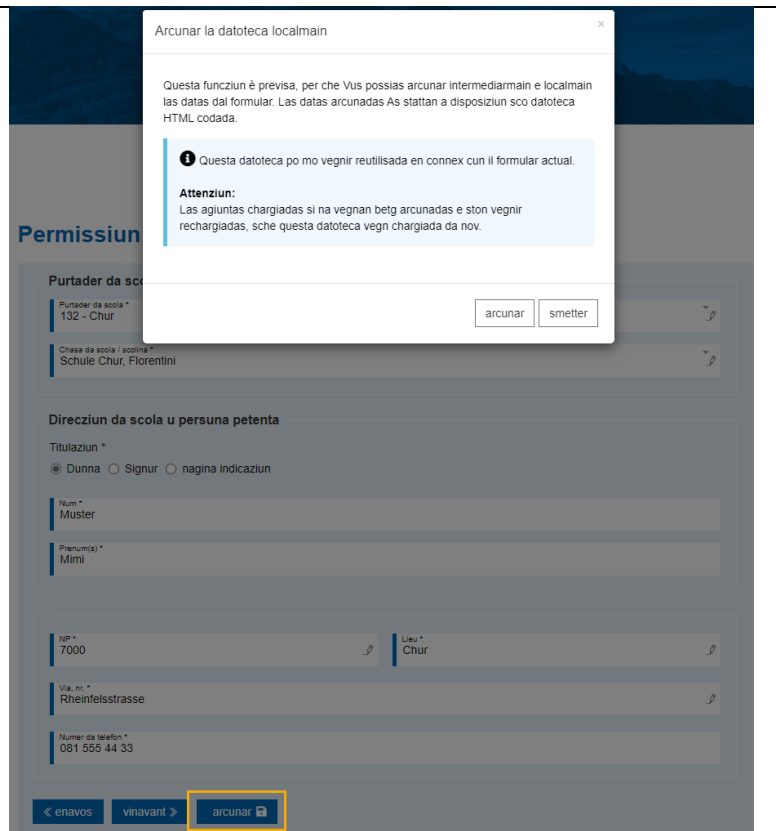 Arcunar la datoteca localmain
×
Questa funcziun è previsa, per che Vus possias arcunar intermediarmain e localmain
las datas dal formular. Las datas arcunadas As stattan a disposiziun sco datoteca
HTML codada.
Questa datoteca po mo vegnir reutilisada en connex cun il formular actual.
Attenziun:
Las agiuntas chargiadas si na vegnan betg arcunadas e ston vegnir
rechargiadas, sche questa datoteca vegn chargiada da nov.
arcunar smetter
Permissiun
Purtader da
Purtader da scola *
132 - Chur
Chasa da scola / scolina *
Schule Chur, Florentini
Direcziun da scola u persuna petenta
Titulaziun *
Dunna Signur nagina indicaziun
Num *
Muster
Prenum(s) *
Mimi
NP *
7000
Lieu *
Chur
Via, nr. *
Rheinfelsstrasse
Numer da telefon *
081 555 44 33
« enavos vinavant » arcunar